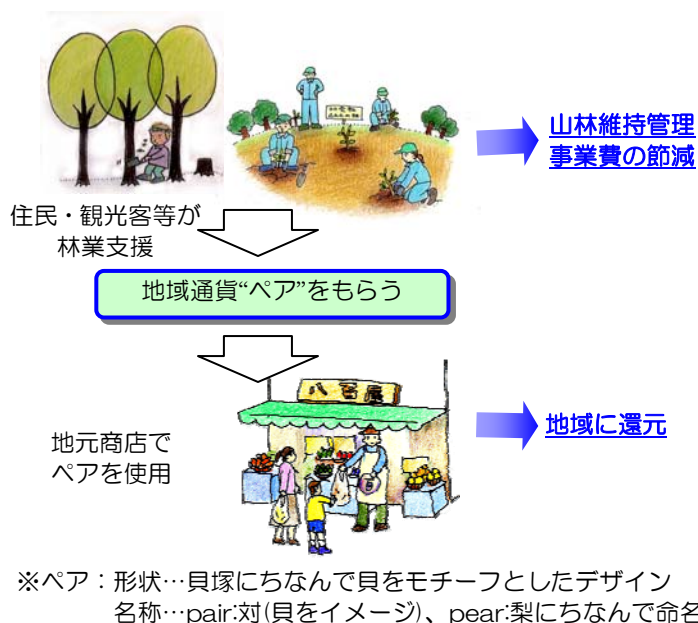 山林維持管理
事業費の節減
住民・観光客等が
林業支援
地域通貨“ペア”をもらう
八百屋
地元商店で
ペアを使用
地域に還元
※ペア：形状…貝塚にちなんで貝をモチーフとしたデザイン
名称…pair:対(貝をイメージ)、pear:梨にちなんで命名